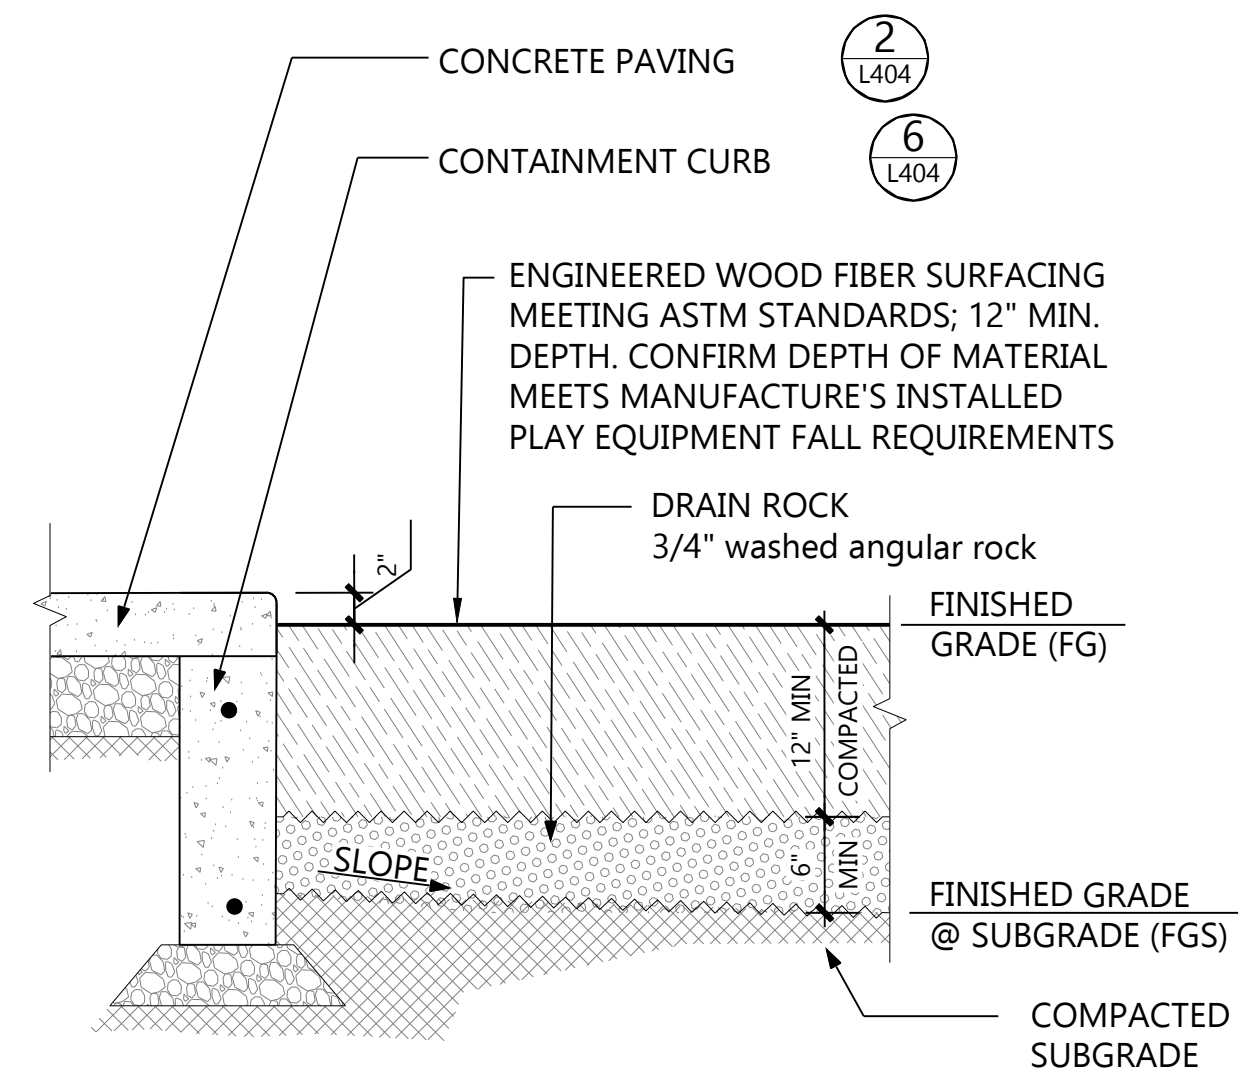 CONCRETE PAVING
2
L404
CONTAINMENT CURB
6
L404
ENGINEERED WOOD FIBER SURFACING
MEETING ASTM STANDARDS; 12" MIN.
DEPTH. CONFIRM DEPTH OF MATERIAL
MEETS MANUFACTURE'S INSTALLED
PLAY EQUIPMENT FALL REQUIREMENTS
DRAIN ROCK
3/4" washed angular rock
2"
FINISHED
GRADE (FG)
12" MIN
COMPACTED
SLOPE
6"
MIN
FINISHED GRADE
@ SUBGRADE (FGS)
COMPACTED
SUBGRADE